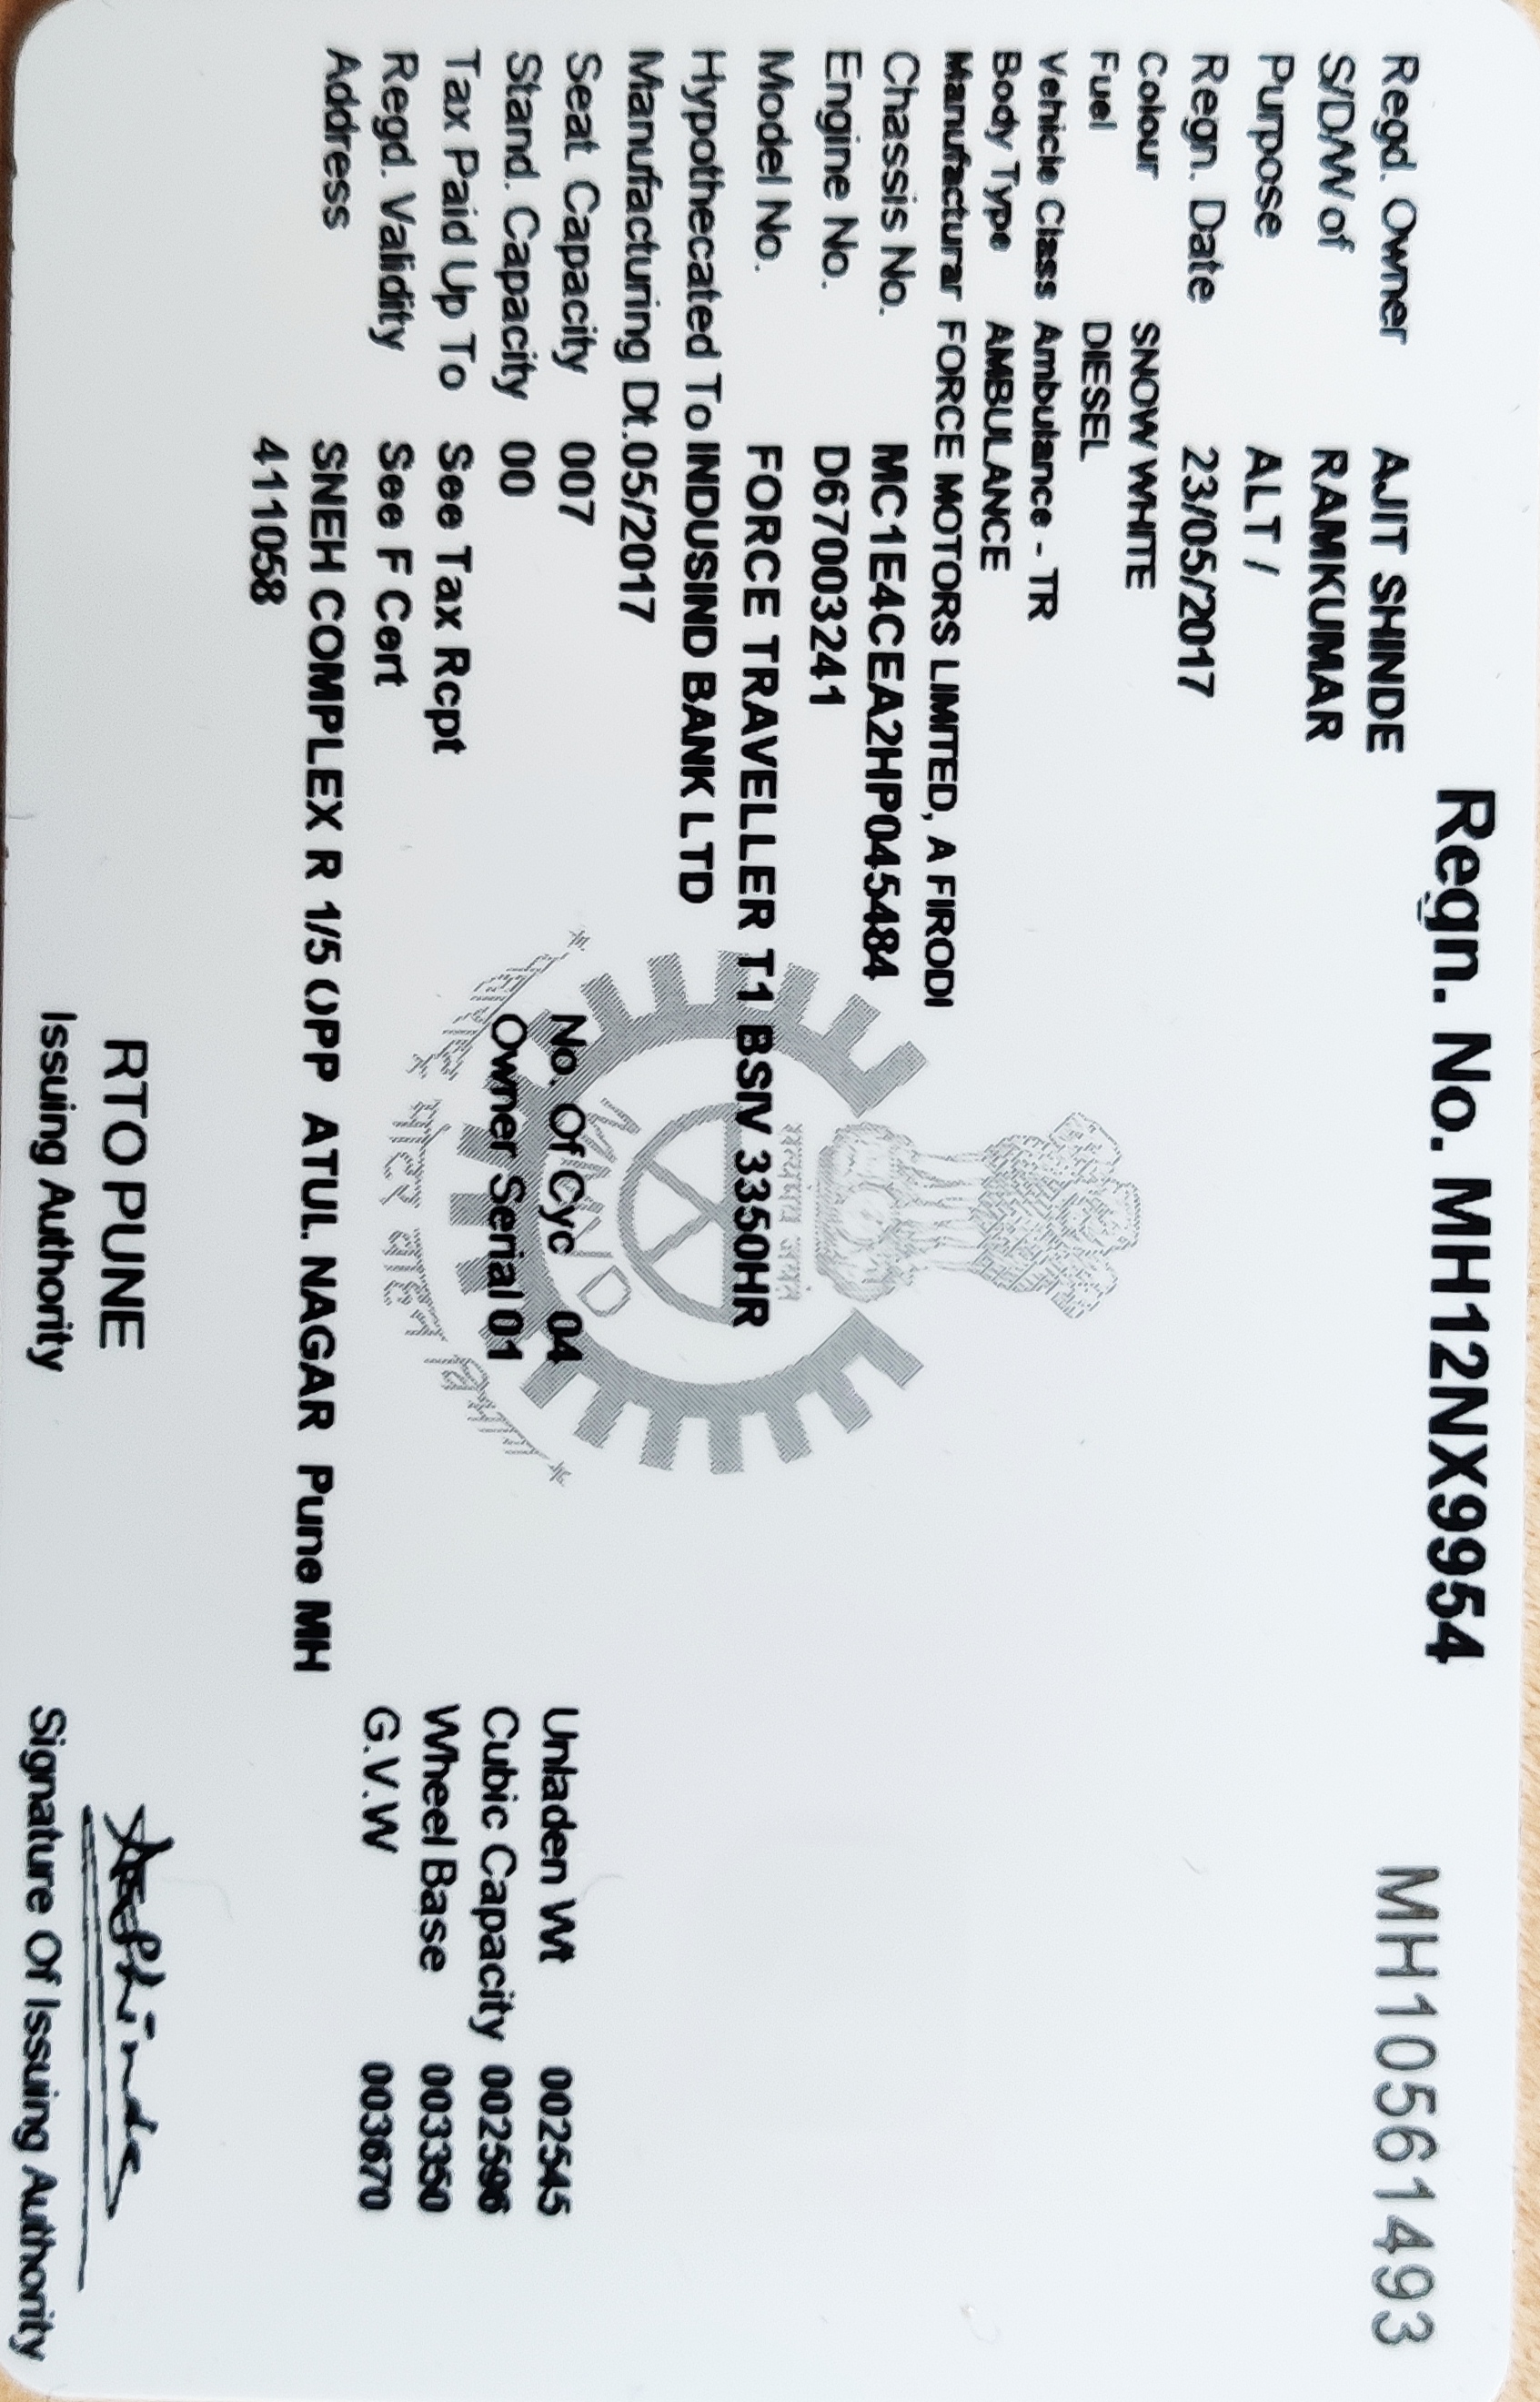 Regn. No. MH12NX9954
MH10561493
Regd. Owner AJIT SHINDE
S/D/W of RAMKUMAR
Purpose ALT /
Regn. Date 23/05/2017
Colour SNOW WHITE
Fuel DIESEL
Vehicle Class Ambulance - TR
Body Type AMBULANCE
Manufacturar FORCE MOTORS LIMITED, A FIRODI
Chassis No. MC1E4CEA2HP045484
Engine No. D67003241
Model No. FORCE TRAVELLER T1 BSIV 3350HR
Hypothecated To INDUSIND BANK LTD
Manufacturing Dt.05/2017
Seat Capacity 007 No. Of Cyc 04 Unladen Wt 002545
Stand. Capacity 00 Owner Serial 01 Cubic Capacity 002596
Tax Paid Up To See Tax Rcpt Wheel Base 003350
Regd. Validity See F Cert G.V.W 003670
Address SNEH COMPLEX R 1/5 OPP ATUL NAGAR Pune MH
411058
RTO PUNE
Issuing Authority
Signature Of Issuing Authority